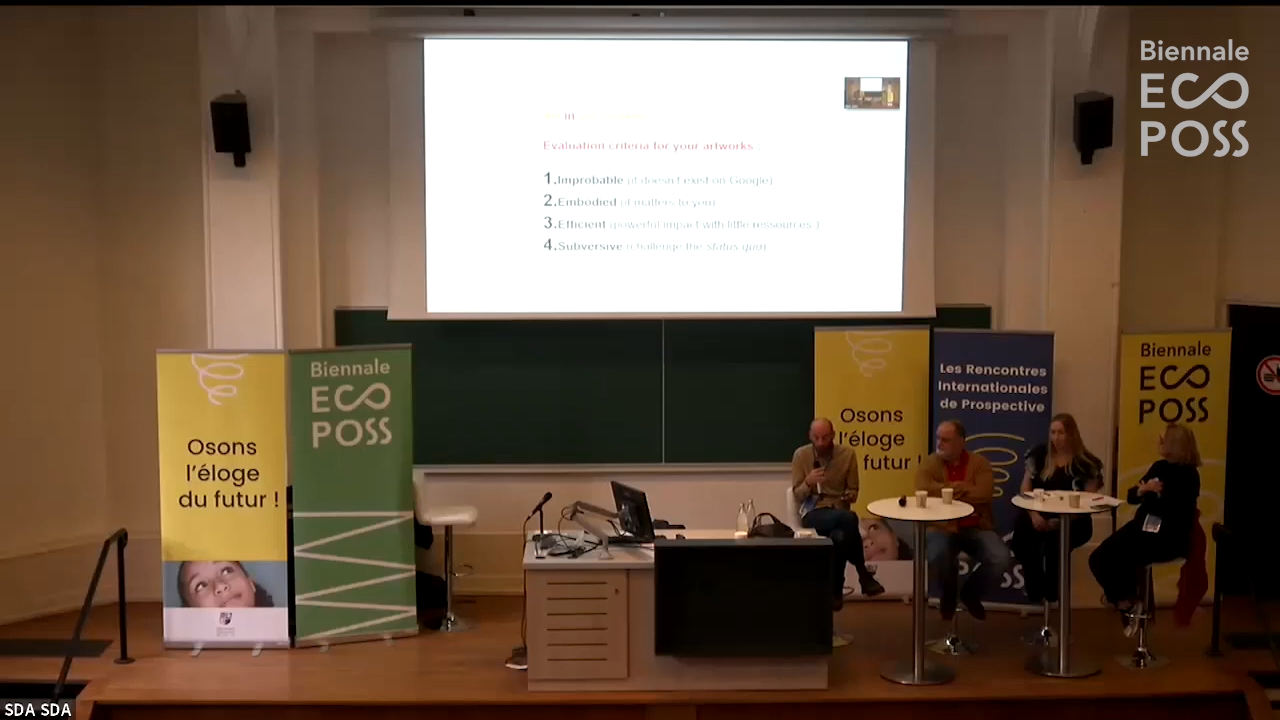 Biennale
ECO
POSS
in
Evaluation criteria for your artworks :
1.Improbable (it doesn't exist on Google)
2.Embodied (it matters to you)
3.Efficient (powerful impact with little ressources )
4.Subversive (challenge the status quo)
Osons
l'éloge
du futur !
Biennale
ECO
POSS
Osons
l'éloge
futur !
Les Rencontres
Internationales
de Prospective
Biennale
ECO
POSS
SDA SDA